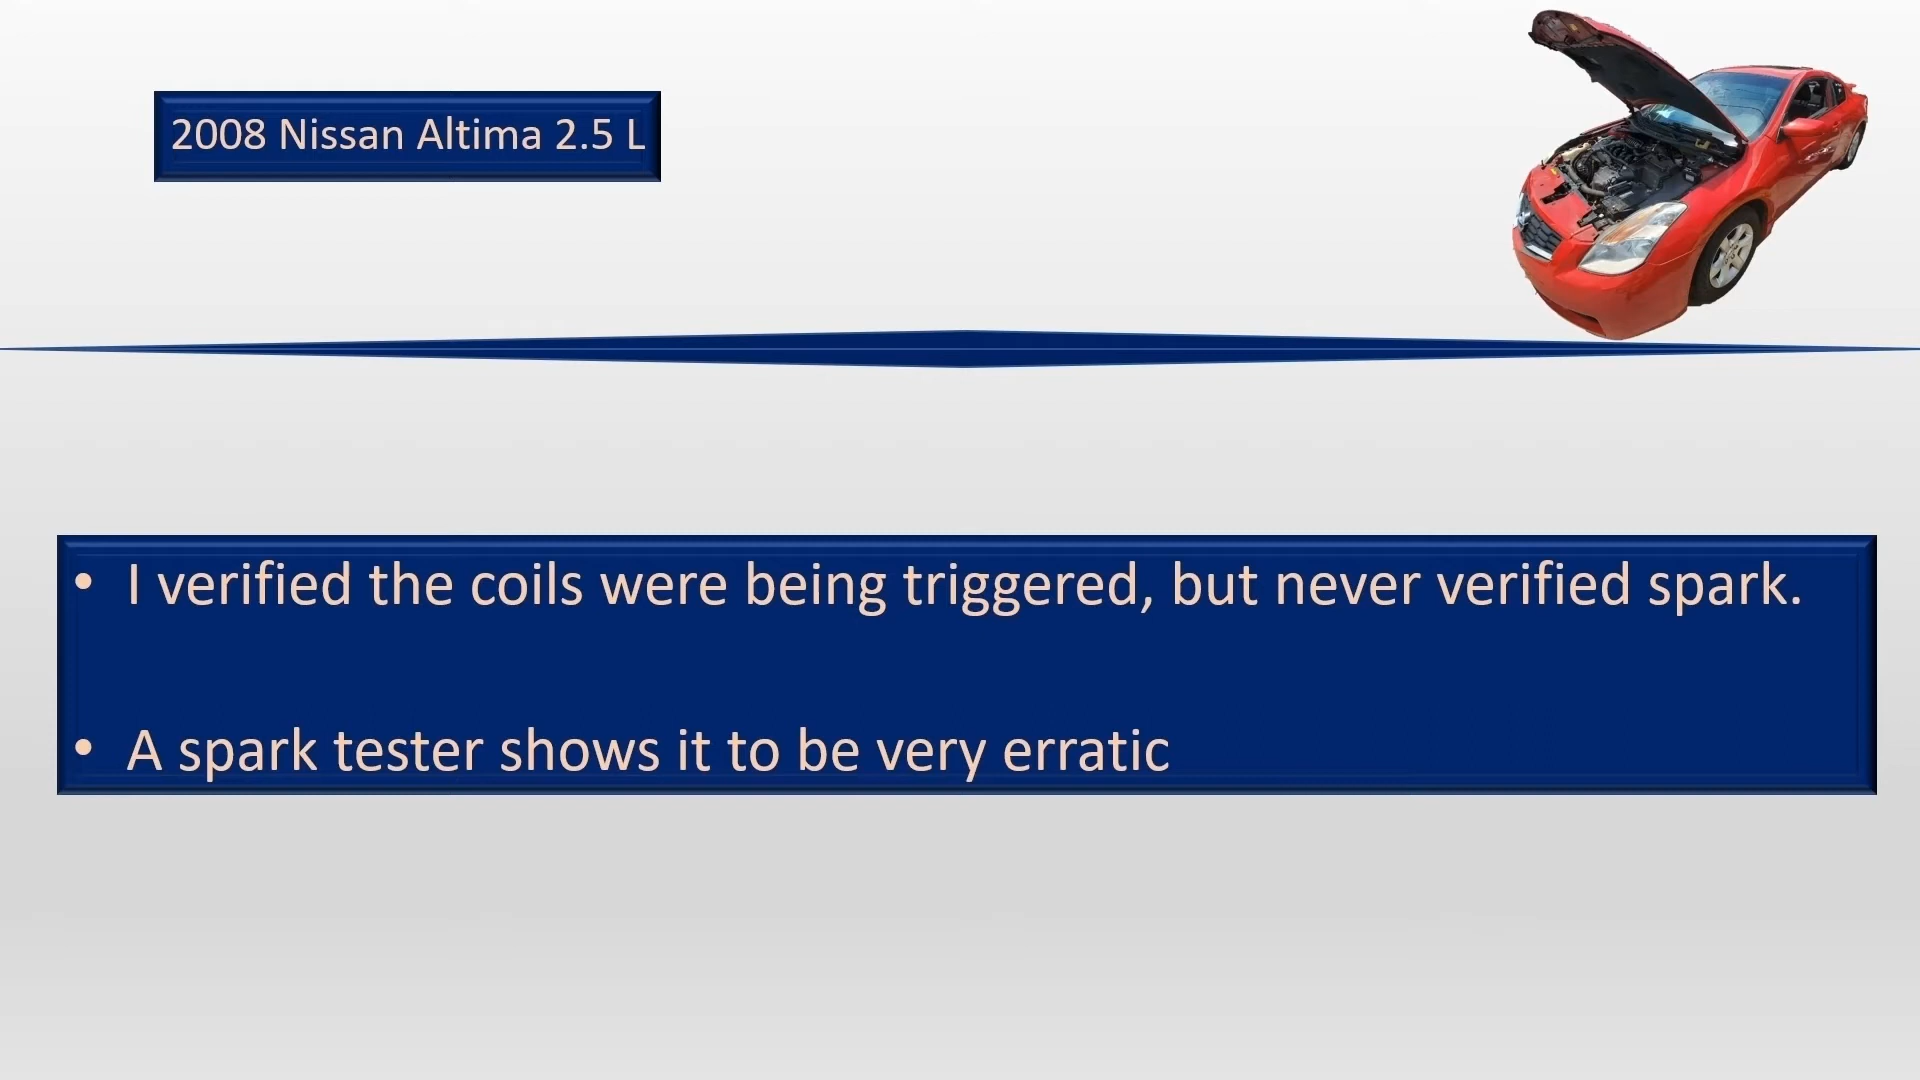 2008 Nissan Altima 2.5 L
• I verified the coils were being triggered, but never verified spark.
• A spark tester shows it to be very erratic